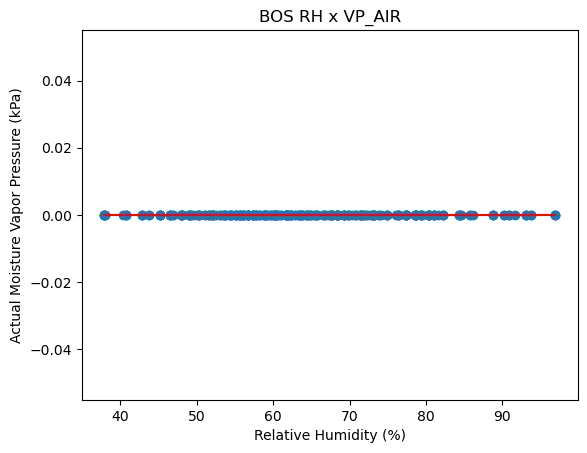 BOS RH x VP_AIR
Actual Moisture Vapor Pressure (kPa)
0.04
0.02
0.00
−0.02
−0.04
40 50 60 70 80 90
Relative Humidity (%)